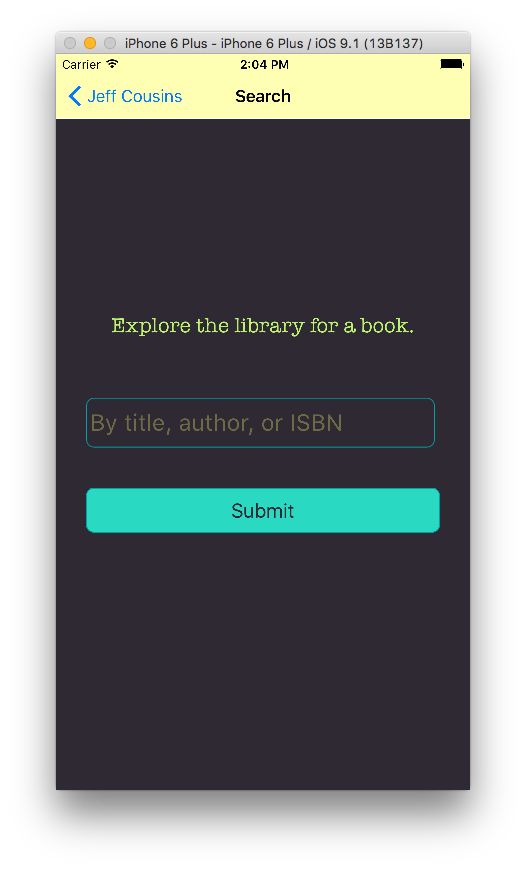 iPhone 6 Plus - iPhone 6 Plus / iOS 9.1 (13B137)
Carrier 2:04 PM
Jeff Cousins Search
Explore the library for a book.
By title, author, or ISBN
Submit